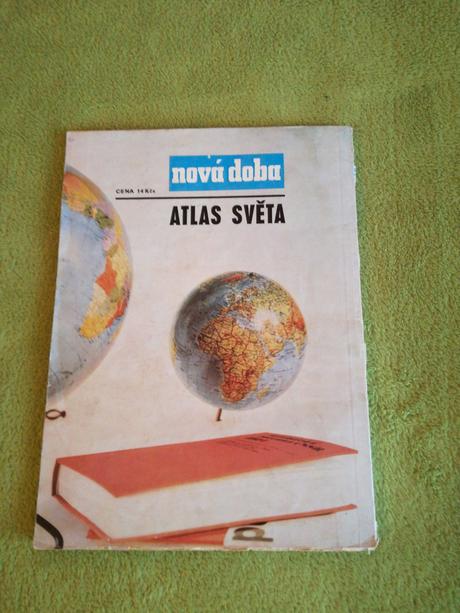 nová doba
CENA 14 Kčs
ATLAS SVĚTA